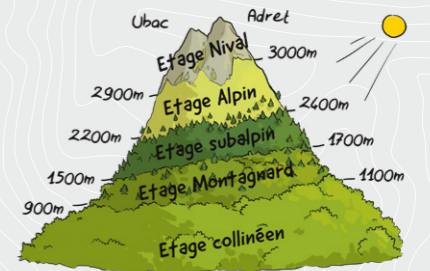 Ubac
Adret
Etage Nival
3000m
2900m
Etage Alpin
2400m
2200m
Etage subalpin
1700m
1500m
Etage Montagnard
1100m
900m
Etage collinéen